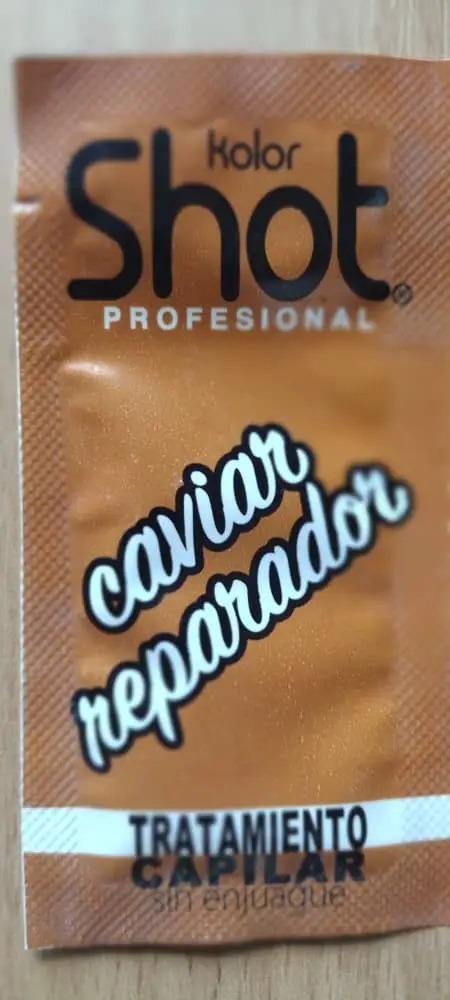 Kolor
Shot®
PROFESIONAL
caviar
reparador
TRATAMIENTO
CAPILAR
sin enjuague